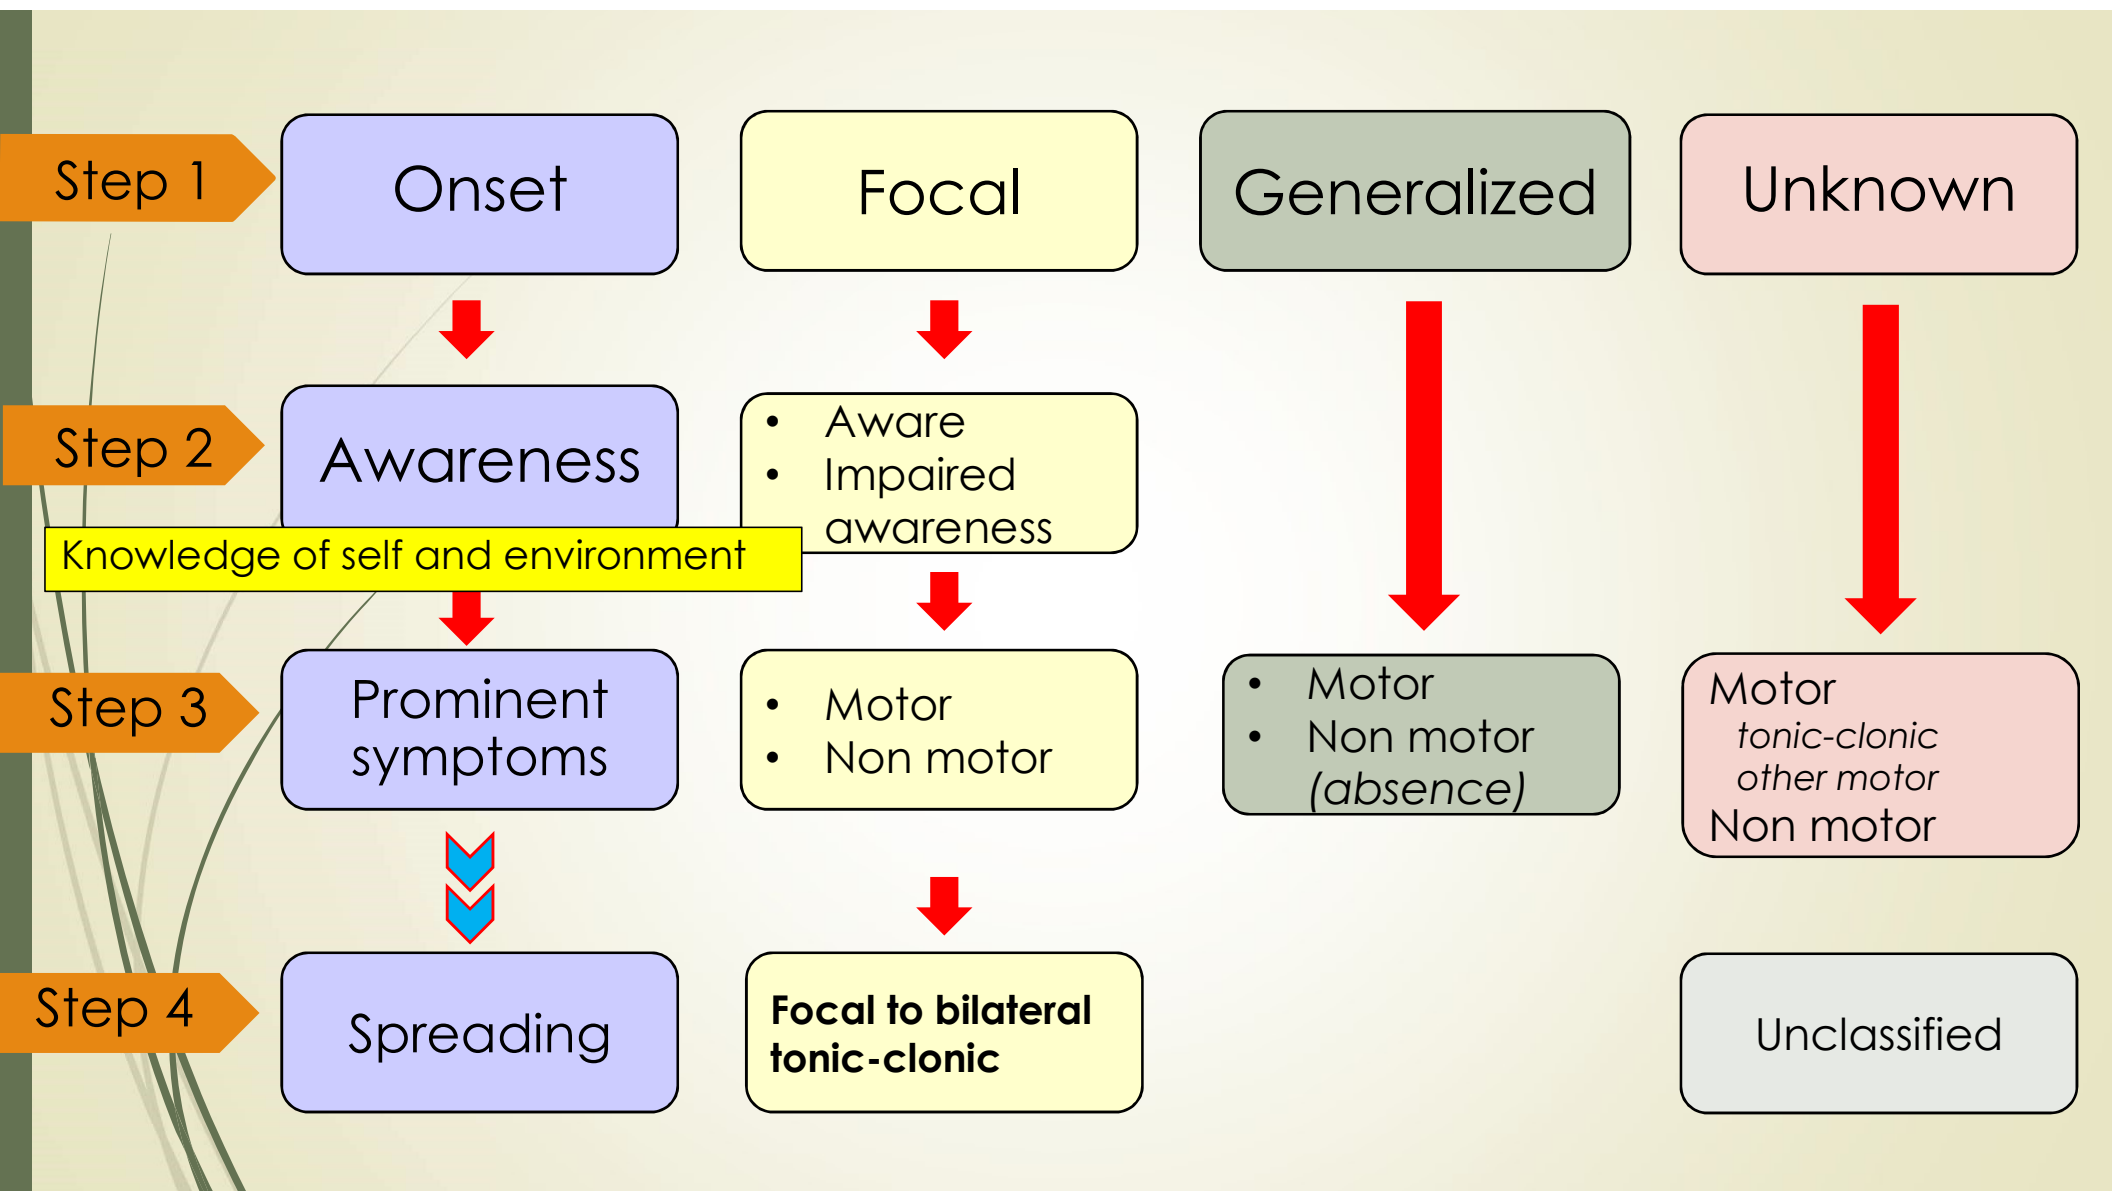 Step 1
Onset
Focal
Generalized
Unknown
Step 2
Awareness
• Aware
• Impaired
awareness
Knowledge of self and environment
Step 3
Prominent
symptoms
• Motor
• Non motor
• Motor
• Non motor
(absence)
Motor
tonic-clonic
other motor
Non motor
Step 4
Spreading
Focal to bilateral
tonic-clonic
Unclassified